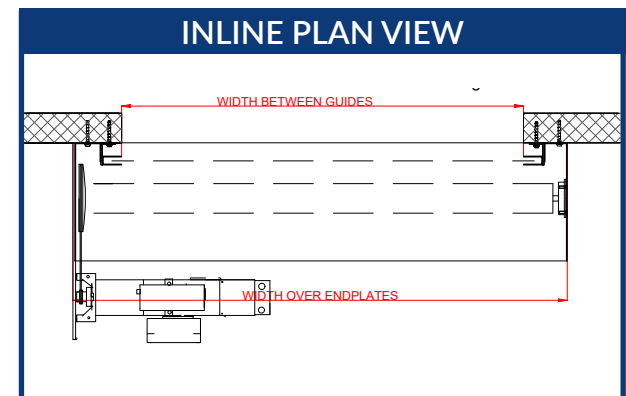 INLINE PLAN VIEW
WIDTH BETWEEN GUIDES
WIDTH OVER ENDPLATES